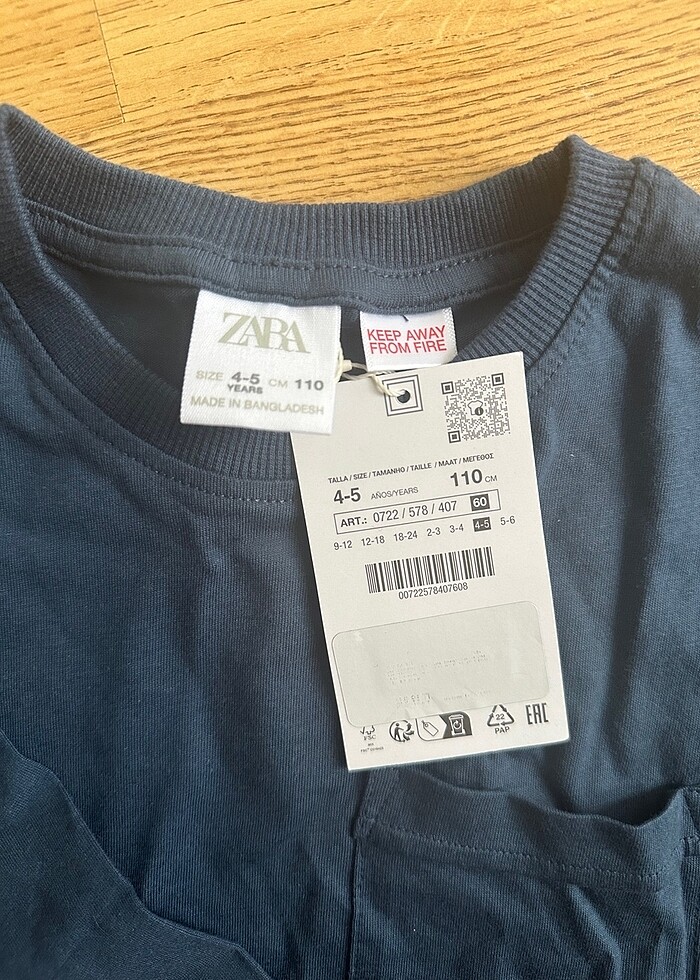 ZARA
SIZE 4-5 YEARS CM 110
MADE IN BANGLADESH
KEEP AWAY
FROM FIRE
TALLA / SIZE / TAMANHO / TAILLE / MAAT / ΜΕΓΕΘΟΣ
4-5 AÑOS/YEARS 110 CM
ART.: 0722 / 578 / 407 60
9-12 12-18 18-24 2-3 3-4 4-5 5-6
00722578407608
FSC
22
PAP
EAC